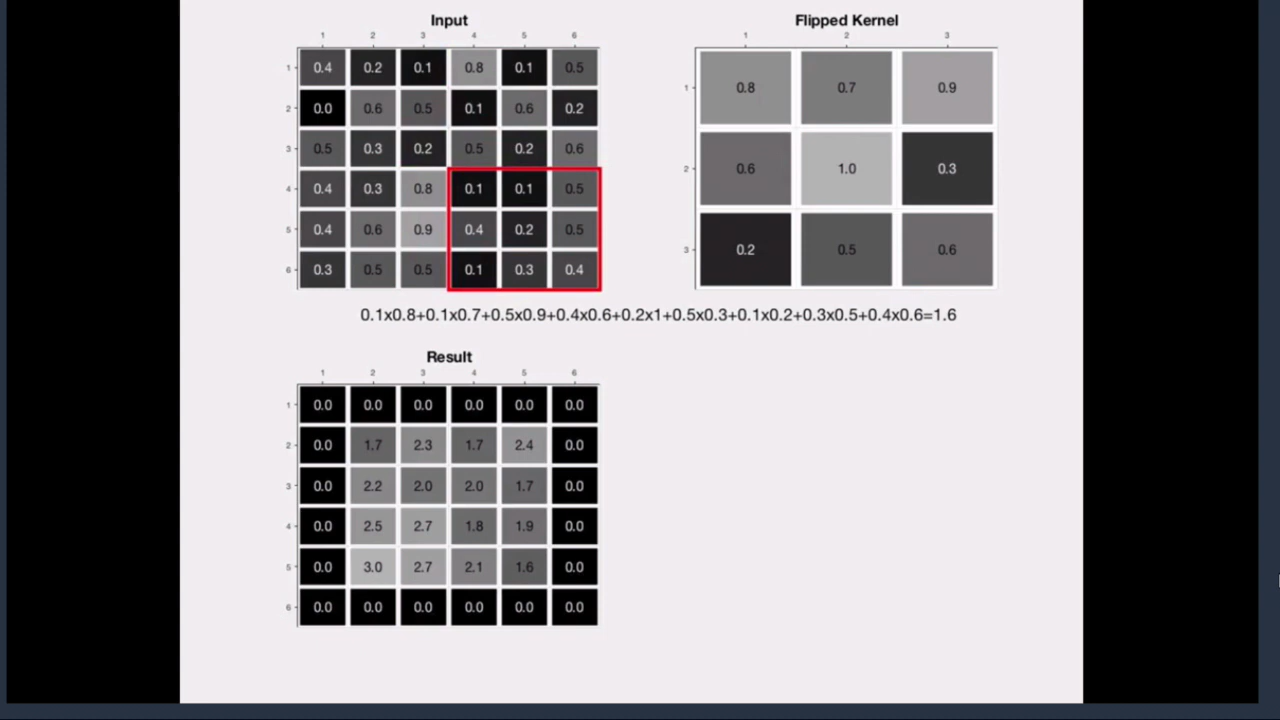 Input
1 2 3 4 5 6
1 0.4 0.2 0.1 0.8 0.1 0.5
2 0.0 0.6 0.5 0.1 0.6 0.2
3 0.5 0.3 0.2 0.5 0.2 0.6
4 0.4 0.3 0.8 0.1 0.1 0.5
5 0.4 0.6 0.9 0.4 0.2 0.5
6 0.3 0.5 0.5 0.1 0.3 0.4
Flipped Kernel
1 2 3
1 0.8 0.7 0.9
2 0.6 1.0 0.3
3 0.2 0.5 0.6
0.1x0.8+0.1x0.7+0.5x0.9+0.4x0.6+0.2x1+0.5x0.3+0.1x0.2+0.3x0.5+0.4x0.6=1.6
Result
1 2 3 4 5 6
1 0.0 0.0 0.0 0.0 0.0 0.0
2 0.0 1.7 2.3 1.7 2.4 0.0
3 0.0 2.2 2.0 2.0 1.7 0.0
4 0.0 2.5 2.7 1.8 1.9 0.0
5 0.0 3.0 2.7 2.1 1.6 0.0
6 0.0 0.0 0.0 0.0 0.0 0.0